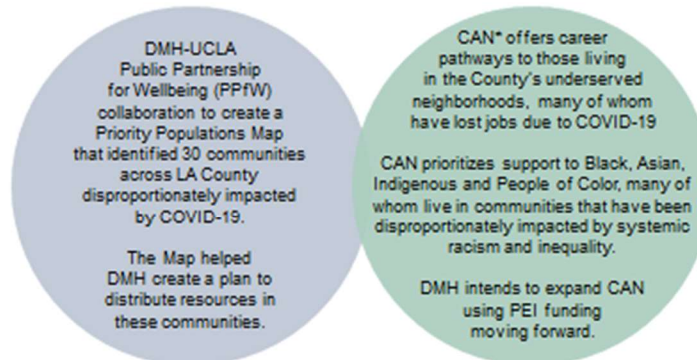 DMH-UCLA
Public Partnership
for Wellbeing (PPfW)
collaboration to create a
Priority Populations Map
that identified 30 communities
across LA County
disproportionately impacted
by COVID-19.
The Map helped
DMH create a plan to
distribute resources in
these communities.
CAN* offers career
pathways to those living
in the County's underserved
neighborhoods, many of whom
have lost jobs due to COVID-19
CAN prioritizes support to Black, Asian,
Indigenous and People of Color, many of
whom live in communities that have been
disproportionately impacted by systemic
racism and inequality.
DMH intends to expand CAN
using PEI funding
moving forward.